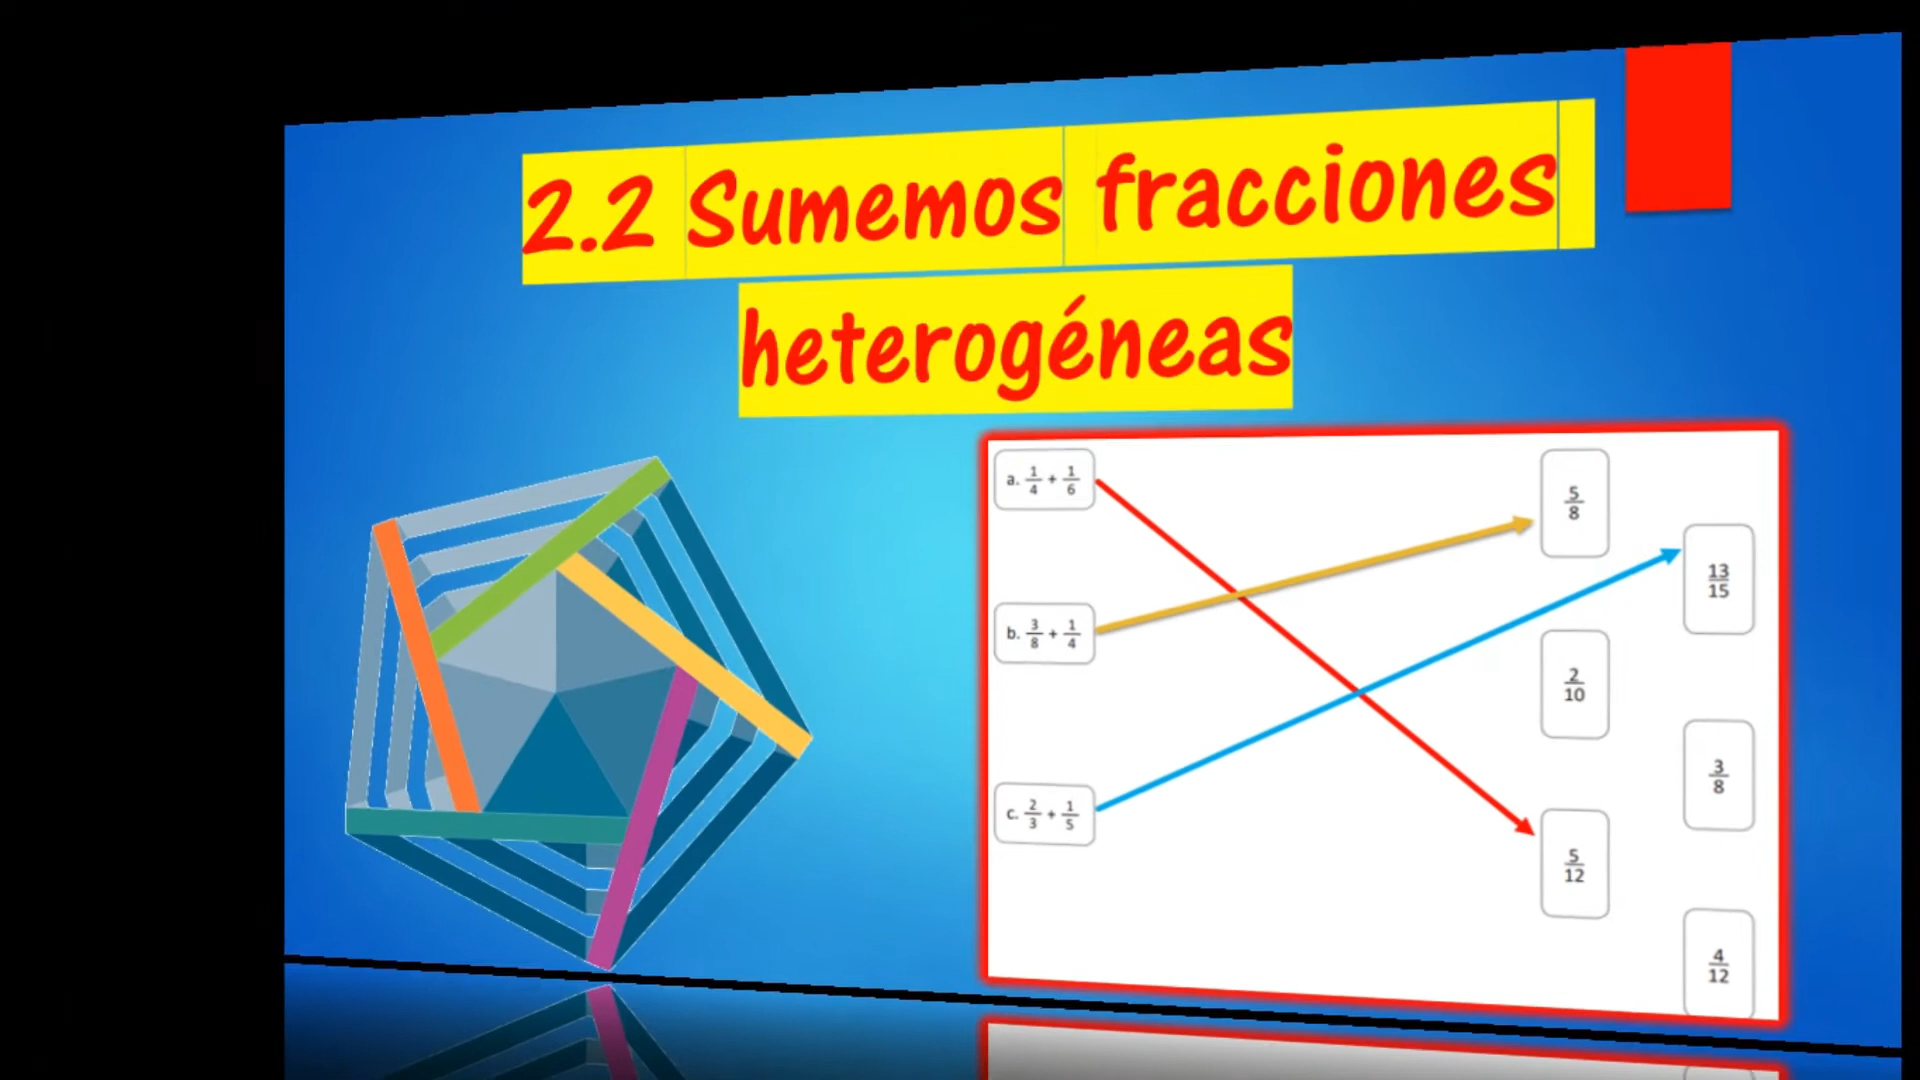 2.2 Sumemos fracciones
heterogéneas
a. 1/4 + 1/6
b. 3/8 + 1/4
c. 2/3 + 1/5
5/8
13/15
2/10
3/8
5/12
4/12